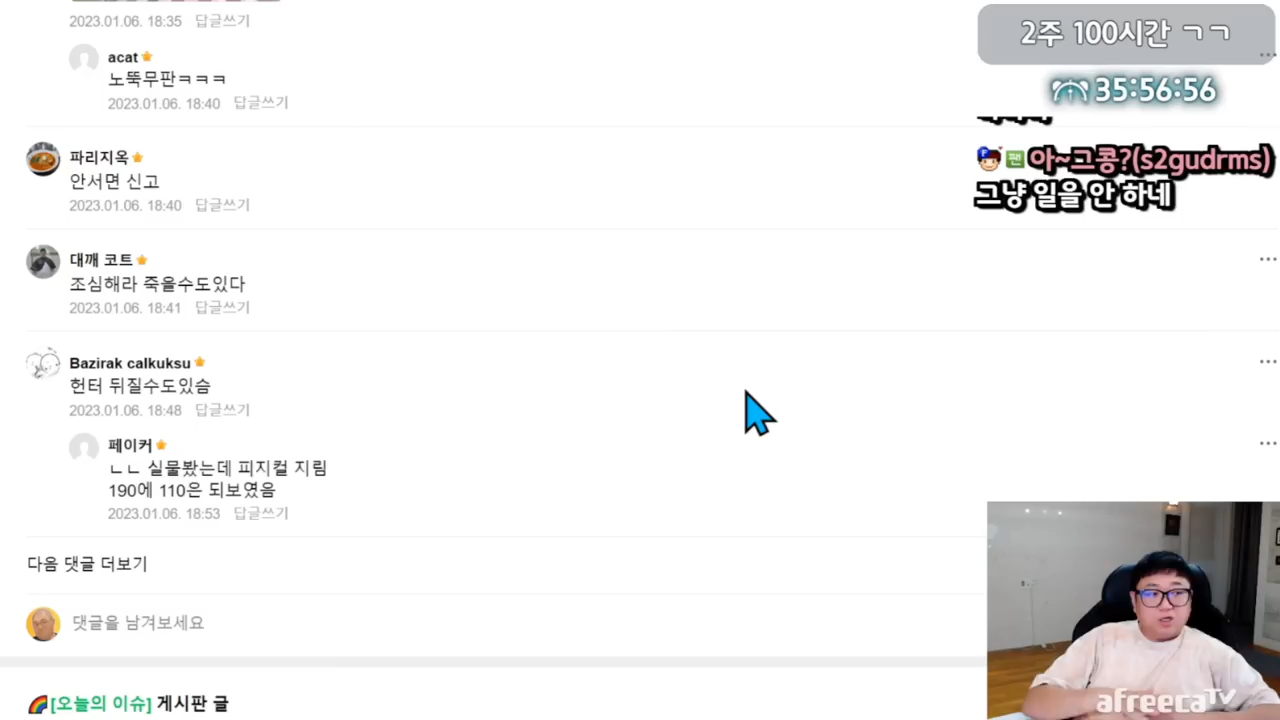 2023.01.06. 18:35 답글쓰기
acat
노뚝무판ㅋㅋㅋ
2023.01.06. 18:40 답글쓰기
파리지옥
안서면 신고
2023.01.06. 18:40 답글쓰기
대깨 코트
조심해라 죽을수도있다
2023.01.06. 18:41 답글쓰기
Bazirak calkuksu
헌터 뒤질수도있슴
2023.01.06. 18:48 답글쓰기
페이커
ㄴㄴ 실물봤는데 피지컬 지림
190에 110은 되보였음
2023.01.06. 18:53 답글쓰기
다음 댓글 더보기
댓글을 남겨보세요
[오늘의 이슈] 게시판 글
2주 100시간 ㄱㄱ
35:56:56
팬 아~그콩?(s2gudrms)
그냥 일을 안 하네
afreecaTV